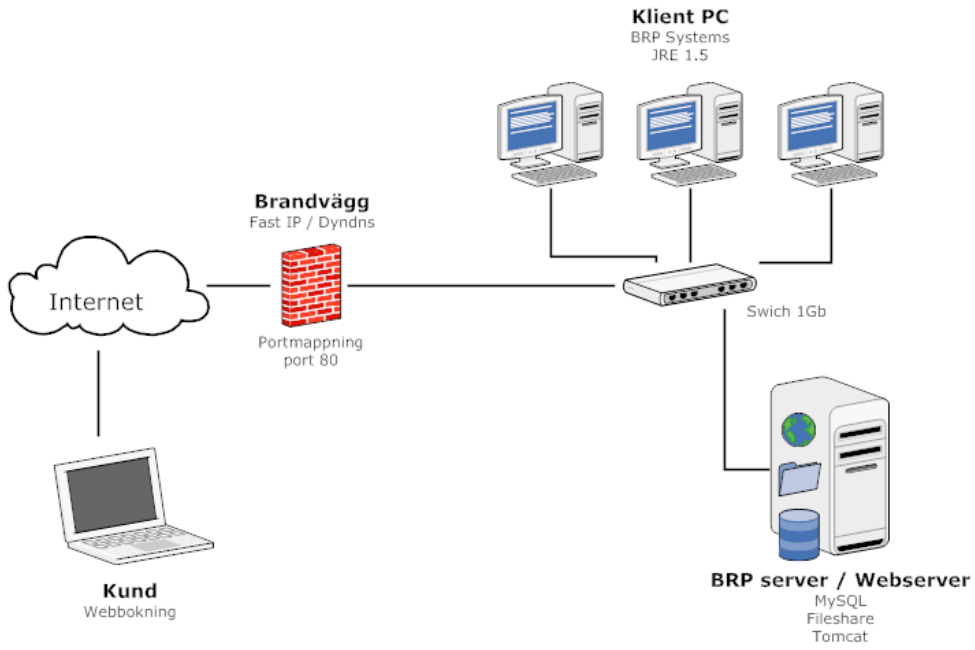 Klient PC
BRP Systems
JRE 1.5
Brandvägg
Fast IP / Dyndns
Internet
Portmappning
port 80
Swich 1Gb
Kund
Webbokning
BRP server / Webserver
MySQL
Fileshare
Tomcat